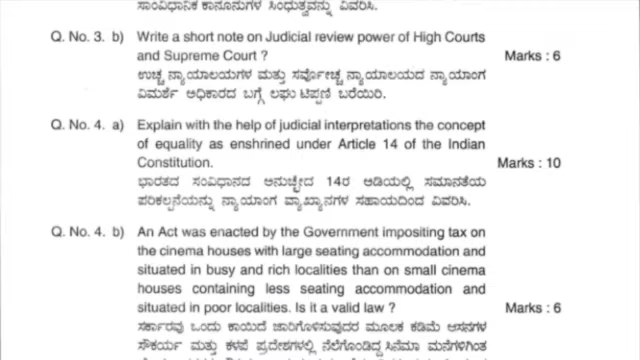 ಸಾಂವಿಧಾನಿಕ ಕಾನೂನುಗಳ ಸಿಂಧುತ್ವವನ್ನು ವಿವರಿಸಿ.
Q. No. 3. b) Write a short note on Judicial review power of High Courts
and Supreme Court ? Marks : 6
ಉಚ್ಚ ನ್ಯಾಯಾಲಯಗಳ ಮತ್ತು ಸರ್ವೋಚ್ಚ ನ್ಯಾಯಾಲಯದ ನ್ಯಾಯಾಂಗ
ವಿಮರ್ಶೆ ಅಧಿಕಾರದ ಬಗ್ಗೆ ಲಘು ಟಿಪ್ಪಣಿ ಬರೆಯಿರಿ.
Q. No. 4. a) Explain with the help of judicial interpretations the concept
of equality as enshrined under Article 14 of the Indian
Constitution. Marks : 10
ಭಾರತದ ಸಂವಿಧಾನದ ಅನುಚ್ಛೇದ 14ರ ಅಡಿಯಲ್ಲಿ ಸಮಾನತೆಯ
ಪರಿಕಲ್ಪನೆಯನ್ನು ನ್ಯಾಯಾಂಗ ವ್ಯಾಖ್ಯಾನಗಳ ಸಹಾಯದಿಂದ ವಿವರಿಸಿ.
Q. No. 4. b) An Act was enacted by the Government impositing tax on
the cinema houses with large seating accommodation and
situated in busy and rich localities than on small cinema
houses containing less seating accommodation and
situated in poor localities. Is it a valid law ? Marks : 6
ಸರ್ಕಾರವು ಒಂದು ಕಾಯಿದೆ ಜಾರಿಗೊಳಿಸುವುದರ ಮೂಲಕ ಕಡಿಮೆ ಆಸನಗಳ
ಸೌಕರ್ಯ ಮತ್ತು ಕಳಪೆ ಪ್ರದೇಶಗಳಲ್ಲಿ ನೆಲೆಗೊಂಡಿದ್ದ ಸಿನೆಮಾ ಮನೆಗಳಿಗಿಂತ